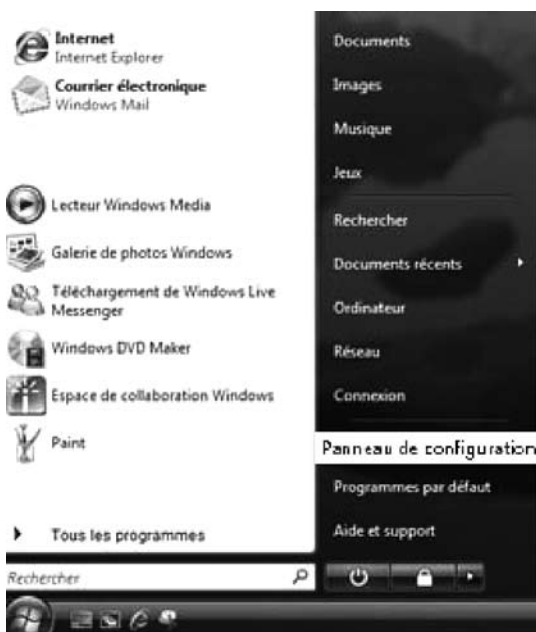 Internet
Internet Explorer
Courrier électronique
Windows Mail
Lecteur Windows Media
Galerie de photos Windows
Téléchargement de Windows Live
Messenger
Windows DVD Maker
Espace de collaboration Windows
Paint
Tous les programmes
Rechercher
Documents
Images
Musique
Jeux
Rechercher
Documents récents
Ordinateur
Réseau
Connexion
Panneau de configuration
Programmes par défaut
Aide et support